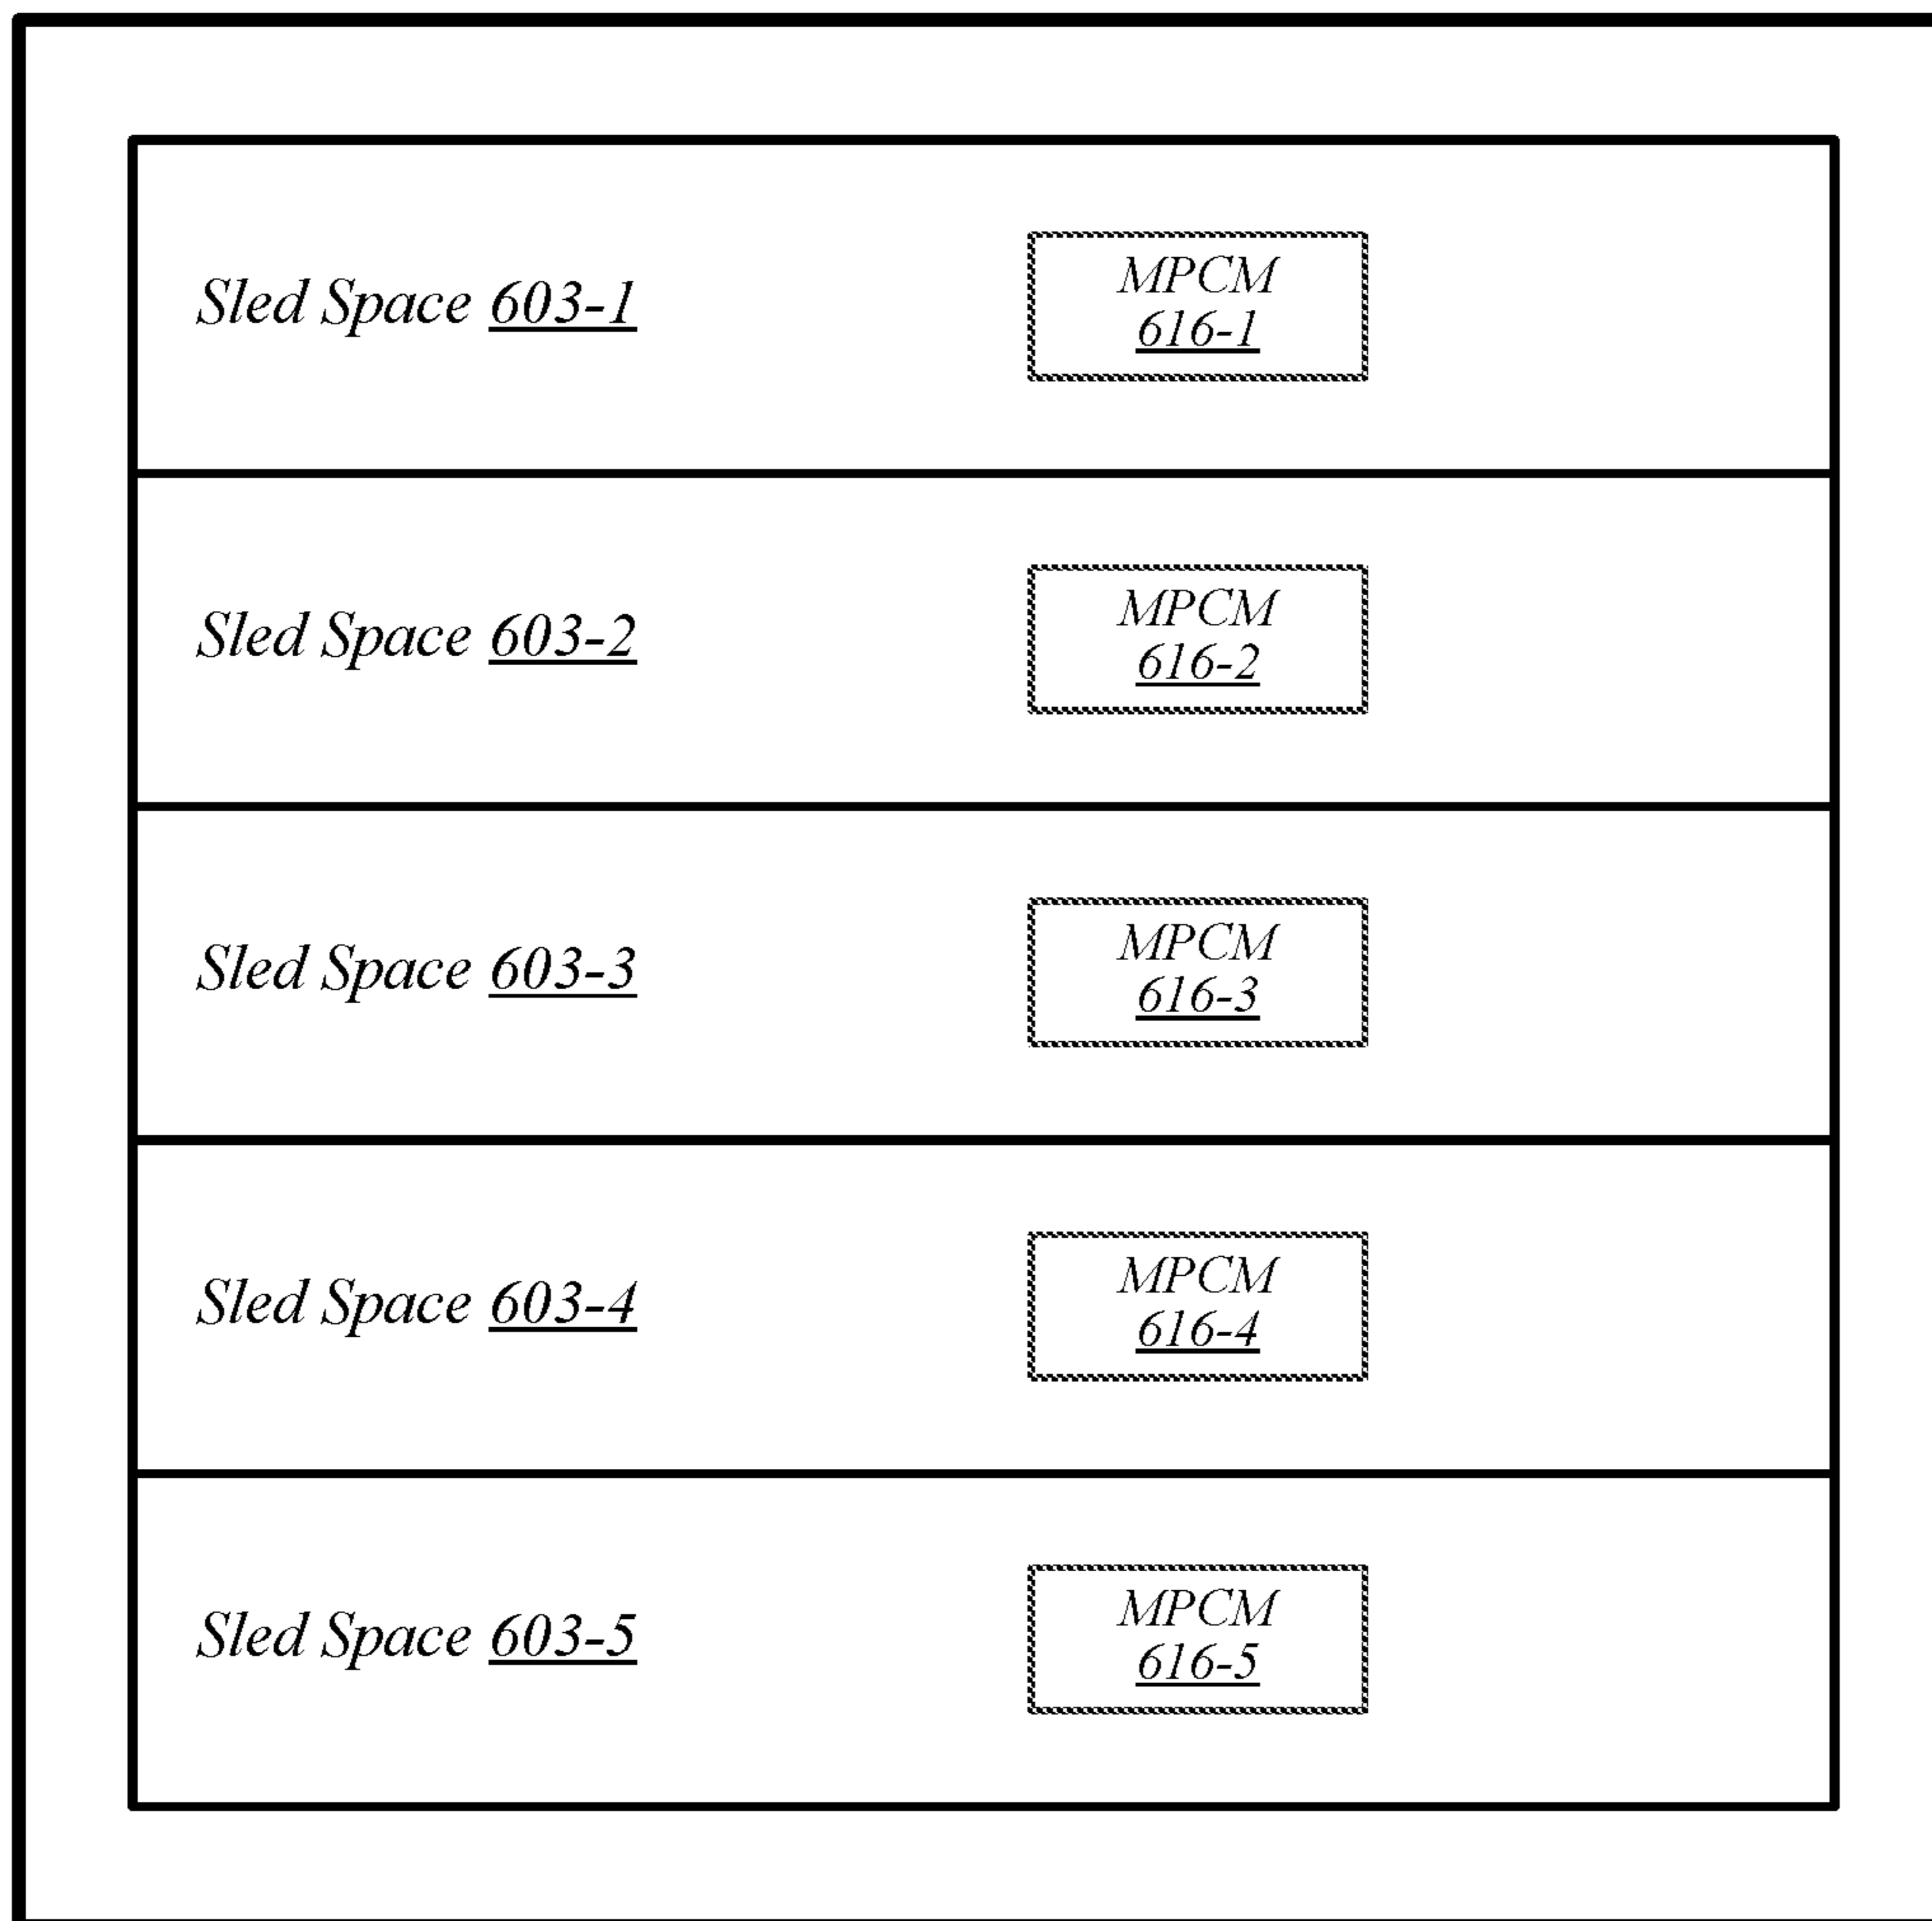 Sled Space 603-1
MPCM
616-1
Sled Space 603-2
MPCM
616-2
Sled Space 603-3
MPCM
616-3
Sled Space 603-4
MPCM
616-4
Sled Space 603-5
MPCM
616-5